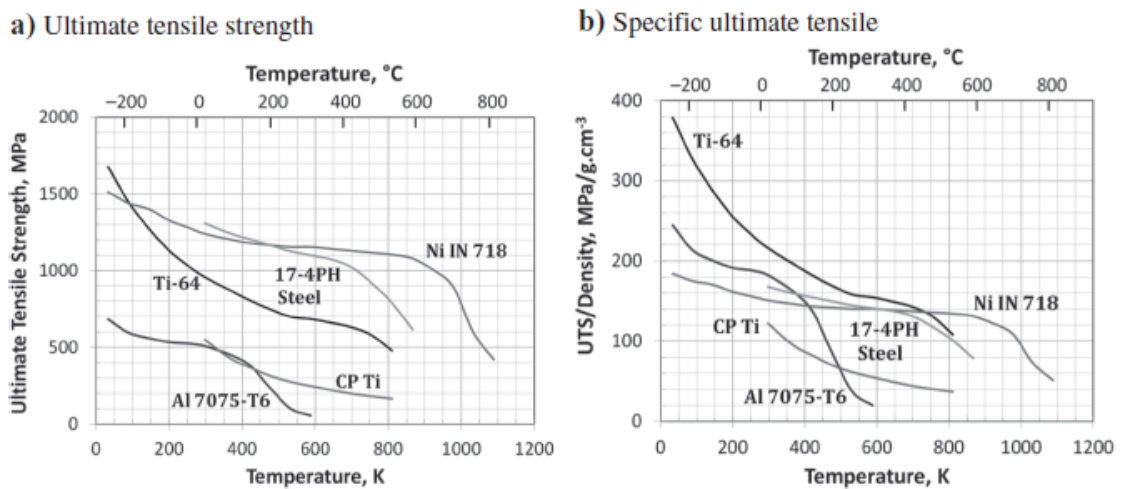 a) Ultimate tensile strength
Temperature, °C
−200 0 200 400 600 800
Ultimate Tensile Strength, MPa
2000
1500
1000
500
0
Ti-64
Ni IN 718
17-4PH
Steel
CP Ti
Al 7075-T6
0 200 400 600 800 1000 1200
Temperature, K
b) Specific ultimate tensile
Temperature, °C
−200 0 200 400 600 800
UTS/Density, MPa/g.cm⁻³
400
300
200
100
0
Ti-64
Ni IN 718
CP Ti
17-4PH
Steel
Al 7075-T6
0 200 400 600 800 1000 1200
Temperature, K